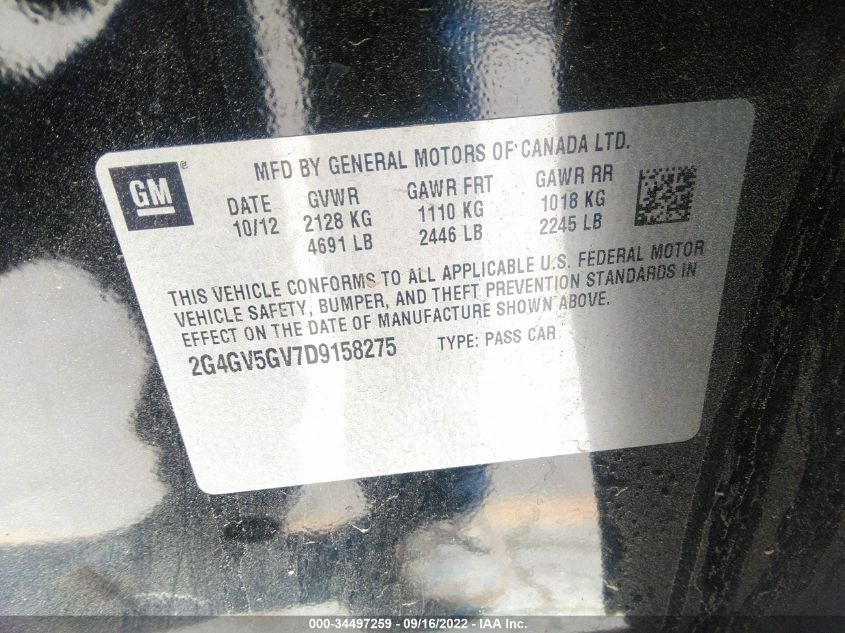 GM
MFD BY GENERAL MOTORS OF CANADA LTD.
DATE GVWR GAWR FRT GAWR RR
10/12 2128 KG 1110 KG 1018 KG
4691 LB 2446 LB 2245 LB
THIS VEHICLE CONFORMS TO ALL APPLICABLE U.S. FEDERAL MOTOR
VEHICLE SAFETY, BUMPER, AND THEFT PREVENTION STANDARDS IN
EFFECT ON THE DATE OF MANUFACTURE SHOWN ABOVE.
2G4GV5GV7D9158275 TYPE: PASS CAR
000-34497259 - 09/16/2022 - IAA Inc.